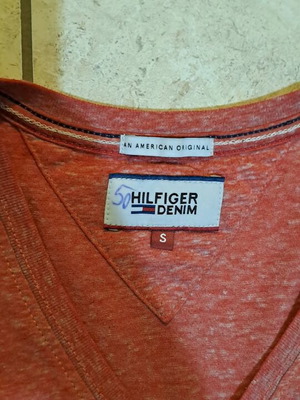 AN AMERICAN ORIGINAL
50
HILFIGER
DENIM
S